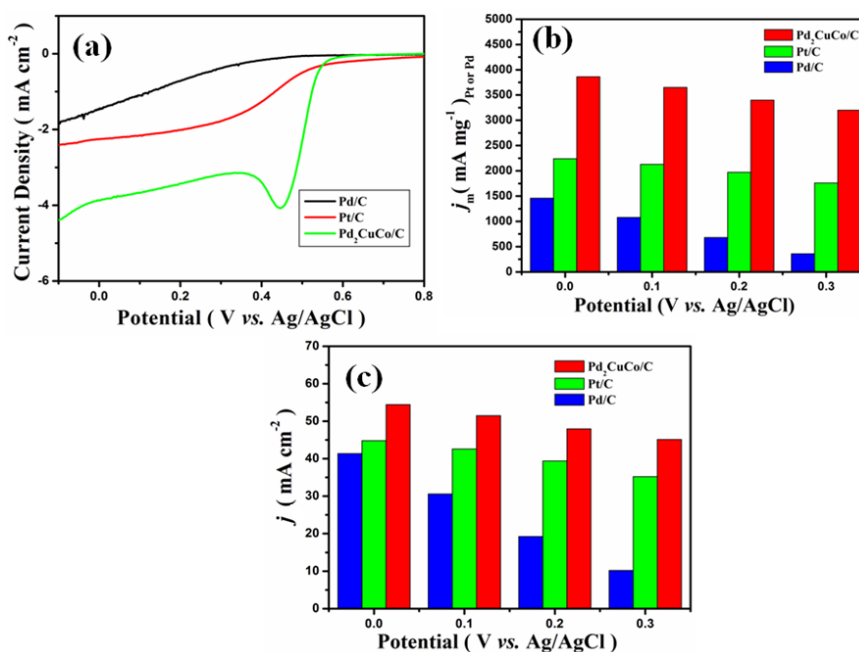 (a)
Current Density ( mA cm⁻² )
0
-2
-4
-6
Pd/C
Pt/C
Pd₂CuCo/C
0.0 0.2 0.4 0.6 0.8
Potential ( V vs. Ag/AgCl )
(b)
jₘ( mA mg⁻¹ )Pt or Pd
5000
4500
4000
3500
3000
2500
2000
1500
1000
500
0
Pd₂CuCo/C
Pt/C
Pd/C
0.0 0.1 0.2 0.3
Potential (V vs. Ag/AgCl)
(c)
j ( mA cm⁻² )
70
60
50
40
30
20
10
0
Pd₂CuCo/C
Pt/C
Pd/C
0.0 0.1 0.2 0.3
Potential ( V vs. Ag/AgCl )